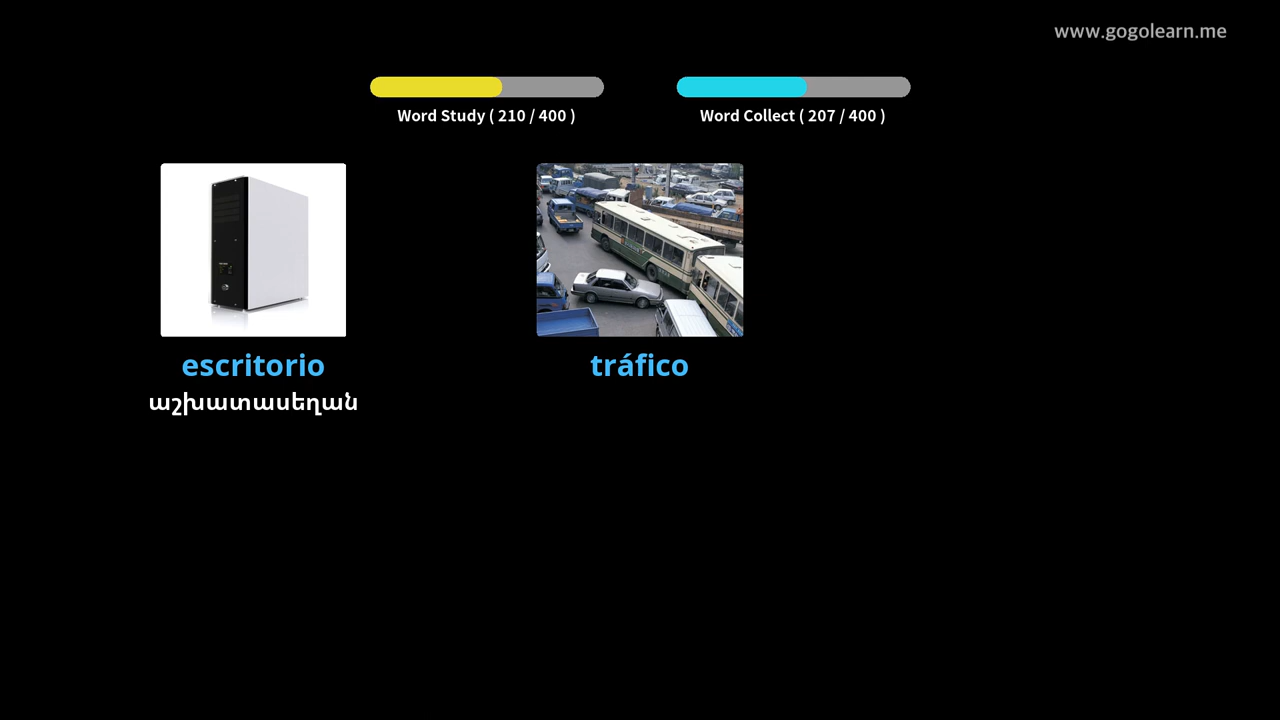 www.gogolearn.me
Word Study ( 210 / 400 )
Word Collect ( 207 / 400 )
escritorio
աշխատասեղան
tráfico